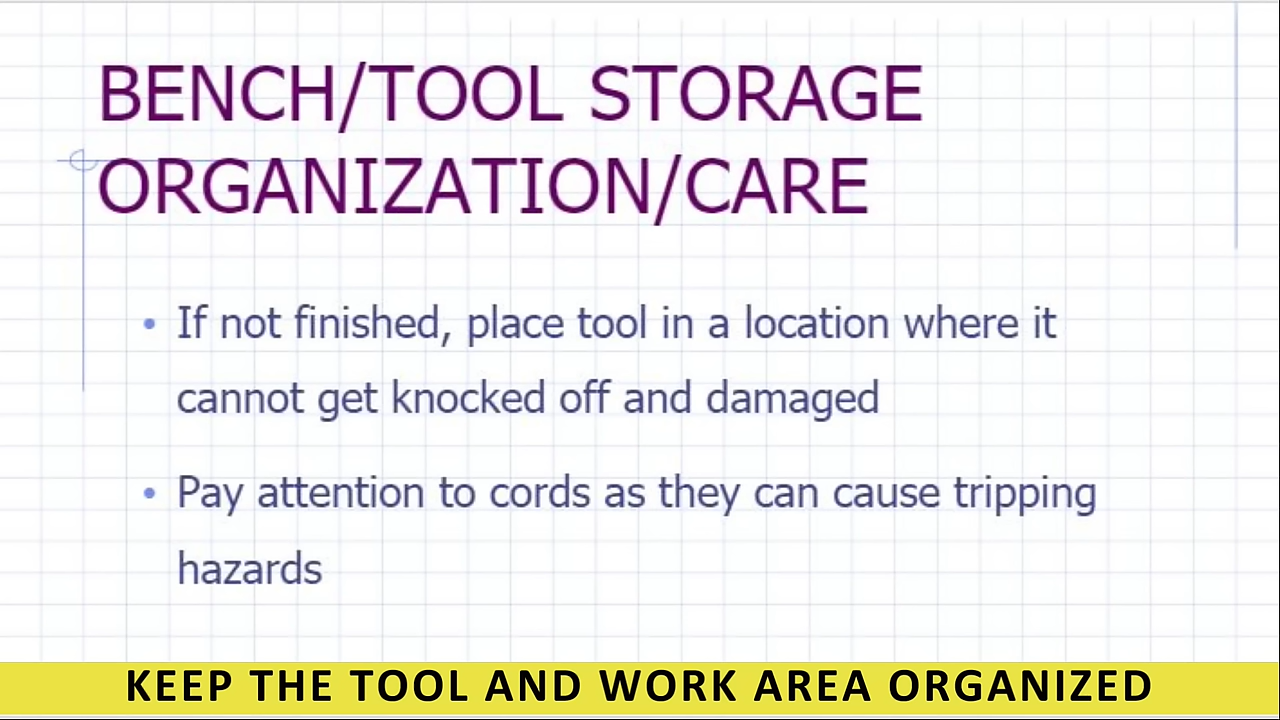 BENCH/TOOL STORAGE
ORGANIZATION/CARE
• If not finished, place tool in a location where it
cannot get knocked off and damaged
• Pay attention to cords as they can cause tripping
hazards
KEEP THE TOOL AND WORK AREA ORGANIZED